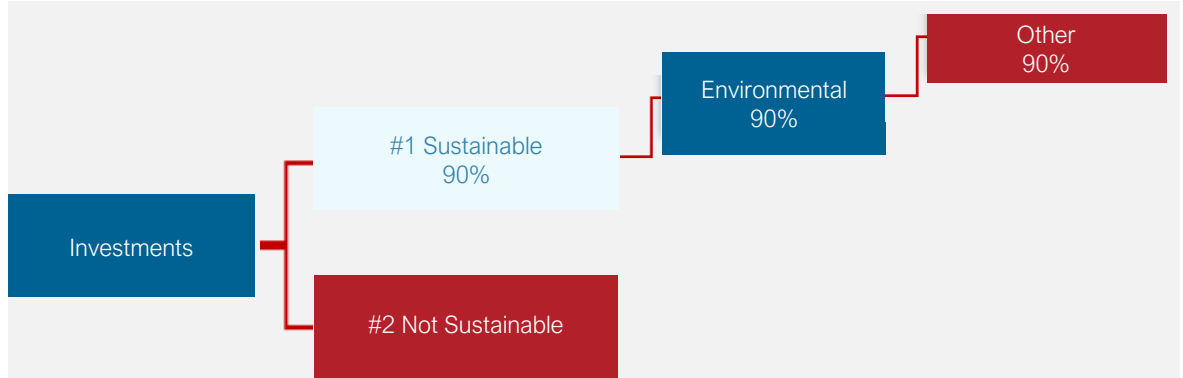 Other
90%
Environmental
90%
#1 Sustainable
90%
Investments
#2 Not Sustainable